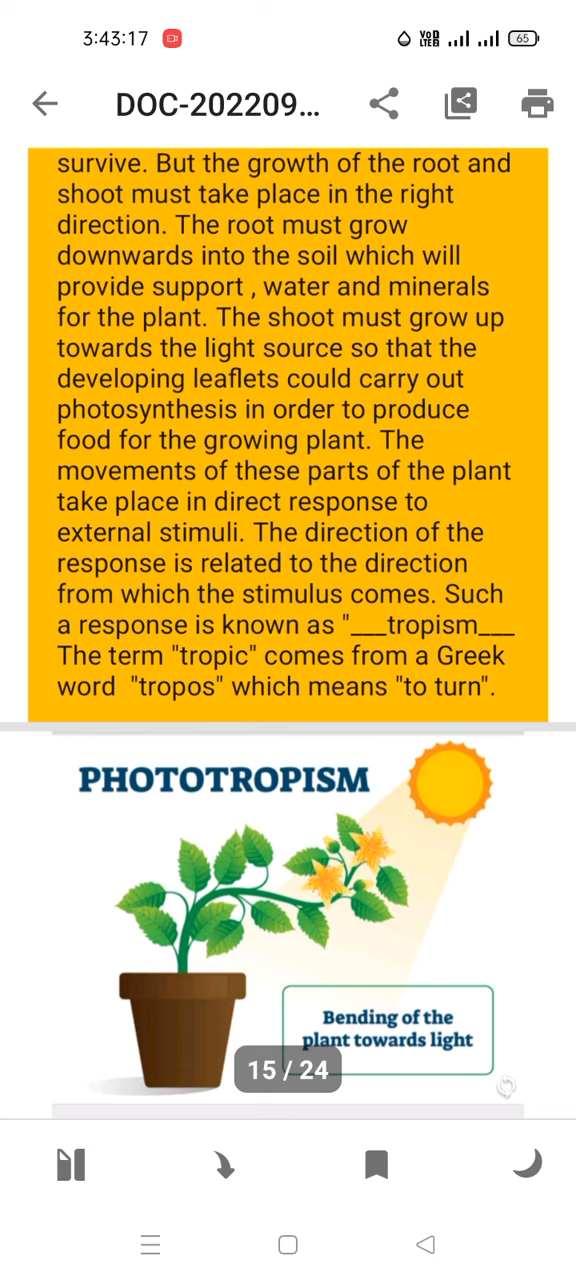 3:43:17
VoD LTE 65
DOC-202209...
survive. But the growth of the root and
shoot must take place in the right
direction. The root must grow
downwards into the soil which will
provide support , water and minerals
for the plant. The shoot must grow up
towards the light source so that the
developing leaflets could carry out
photosynthesis in order to produce
food for the growing plant. The
movements of these parts of the plant
take place in direct response to
external stimuli. The direction of the
response is related to the direction
from which the stimulus comes. Such
a response is known as "___tropism___
The term "tropic" comes from a Greek
word "tropos" which means "to turn".
PHOTOTROPISM
Bending of the
plant towards light
15 / 24